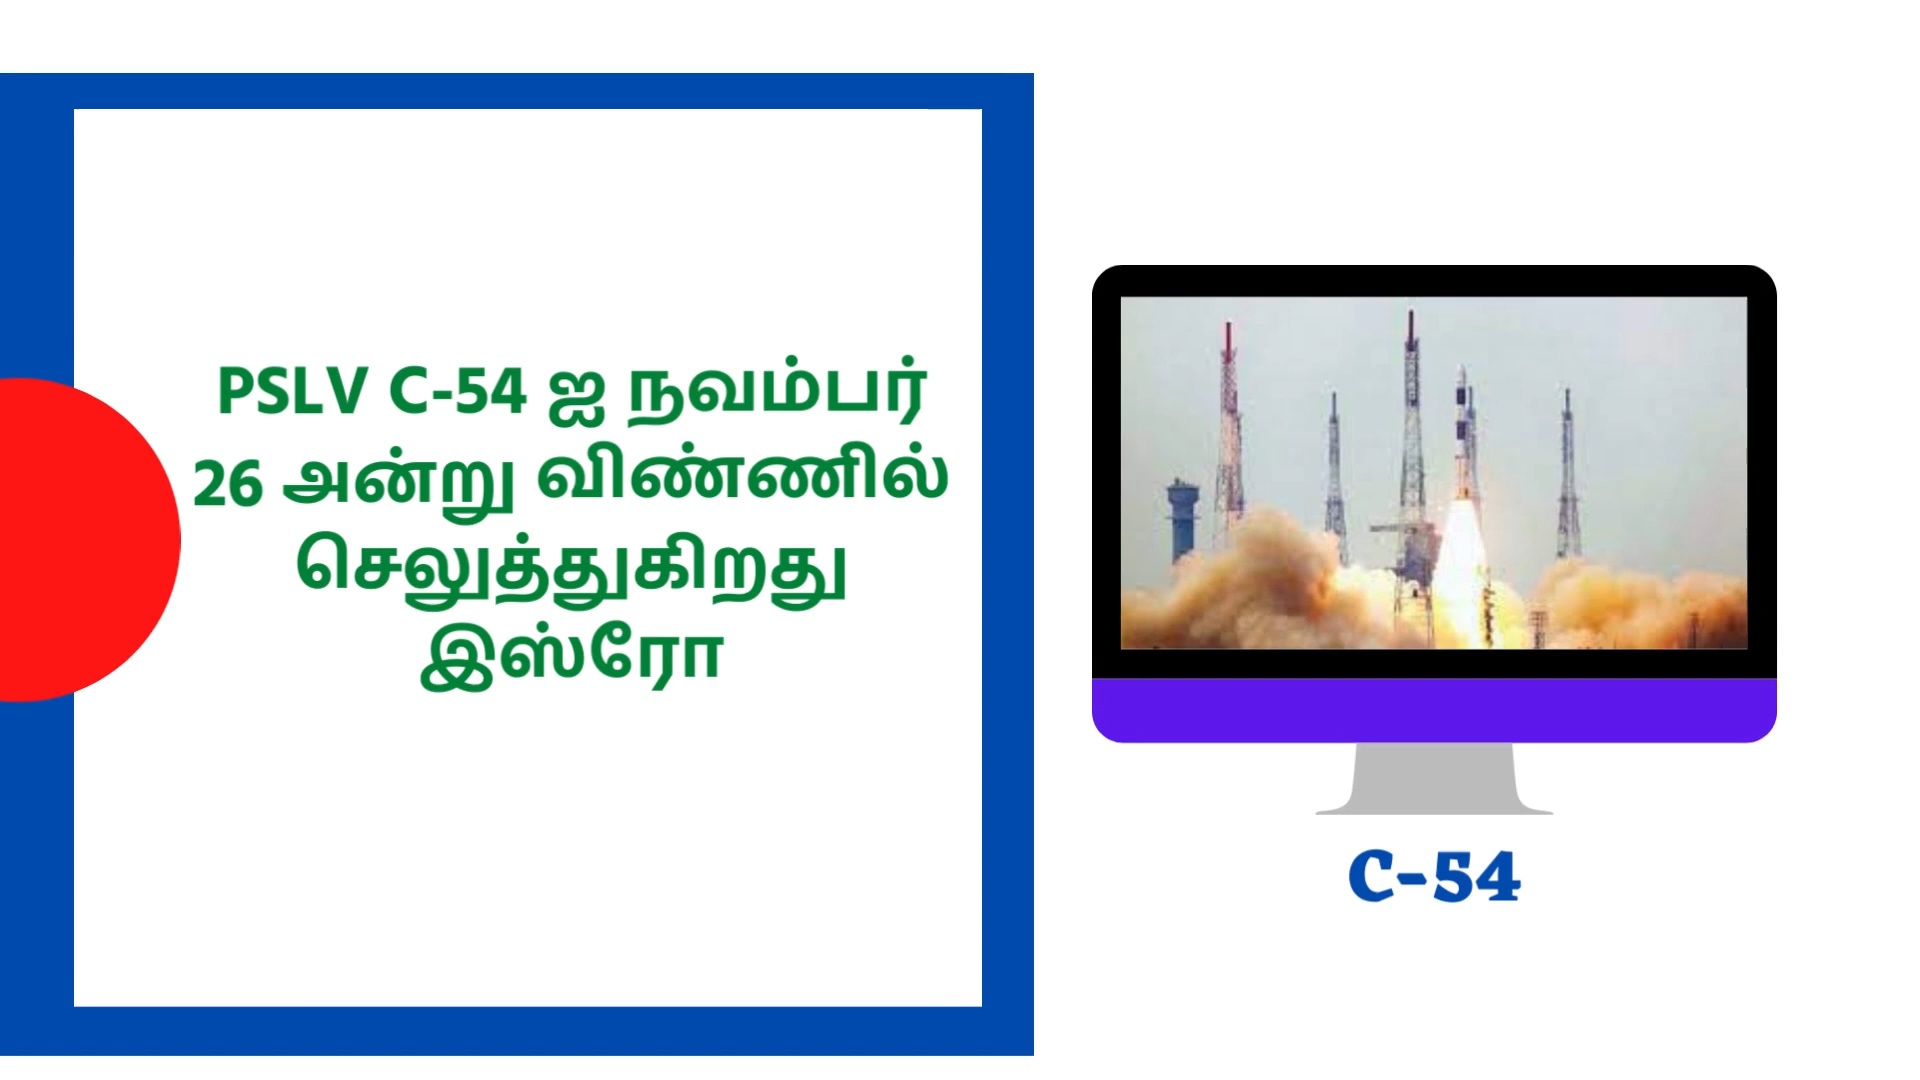 PSLV C-54 ஐ நவம்பர்
26 அன்று விண்ணில்
செலுத்துகிறது
இஸ்ரோ
C-54